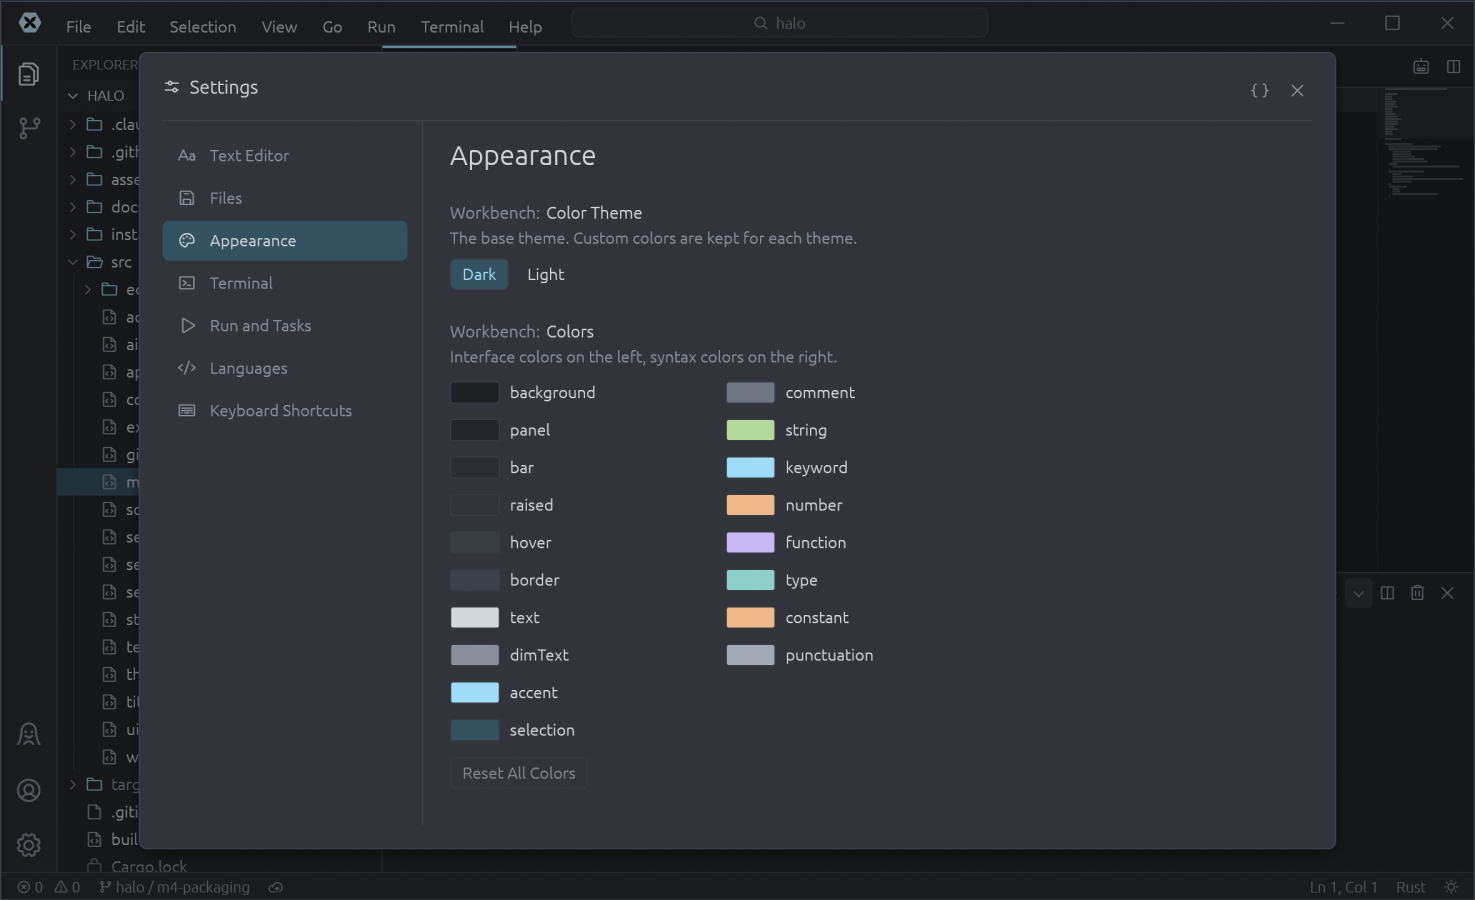 File Edit Selection View Go Run Terminal Help
halo
EXPLORER
HALO
src
Cargo.lock
Settings
{ }
Aa Text Editor
Files
Appearance
Terminal
Run and Tasks
Languages
Keyboard Shortcuts
Appearance
Workbench: Color Theme
The base theme. Custom colors are kept for each theme.
Dark Light
Workbench: Colors
Interface colors on the left, syntax colors on the right.
background comment
panel string
bar keyword
raised number
hover function
border type
text constant
dimText punctuation
accent
selection
Reset All Colors
0 0 halo / m4-packaging
Ln 1, Col 1 Rust